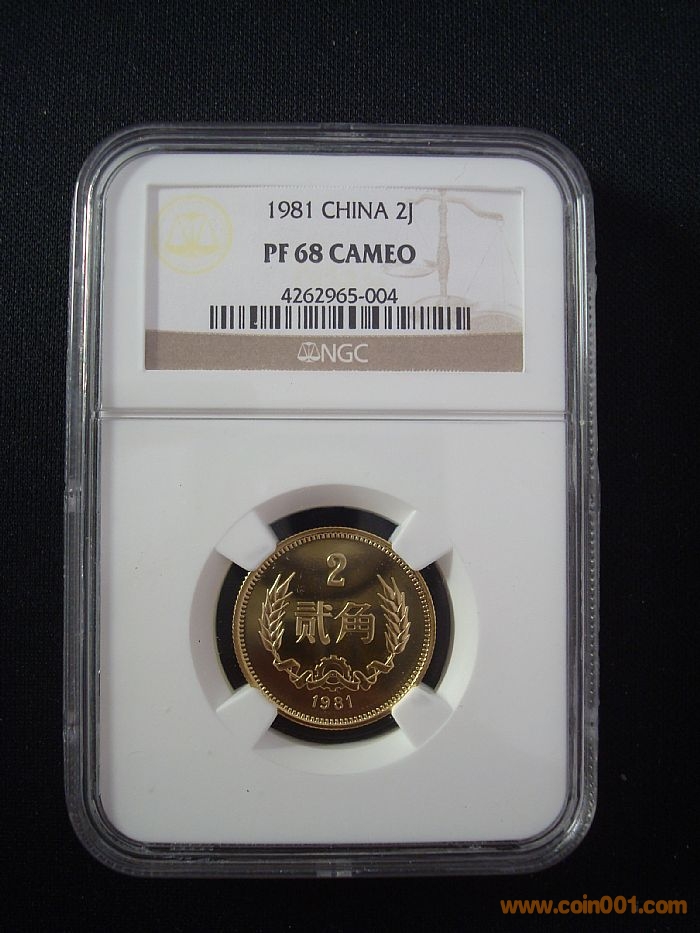 1981 CHINA 2J
PF 68 CAMEO
4262965-004
NGC
2
贰角
1981
www.coin001.com